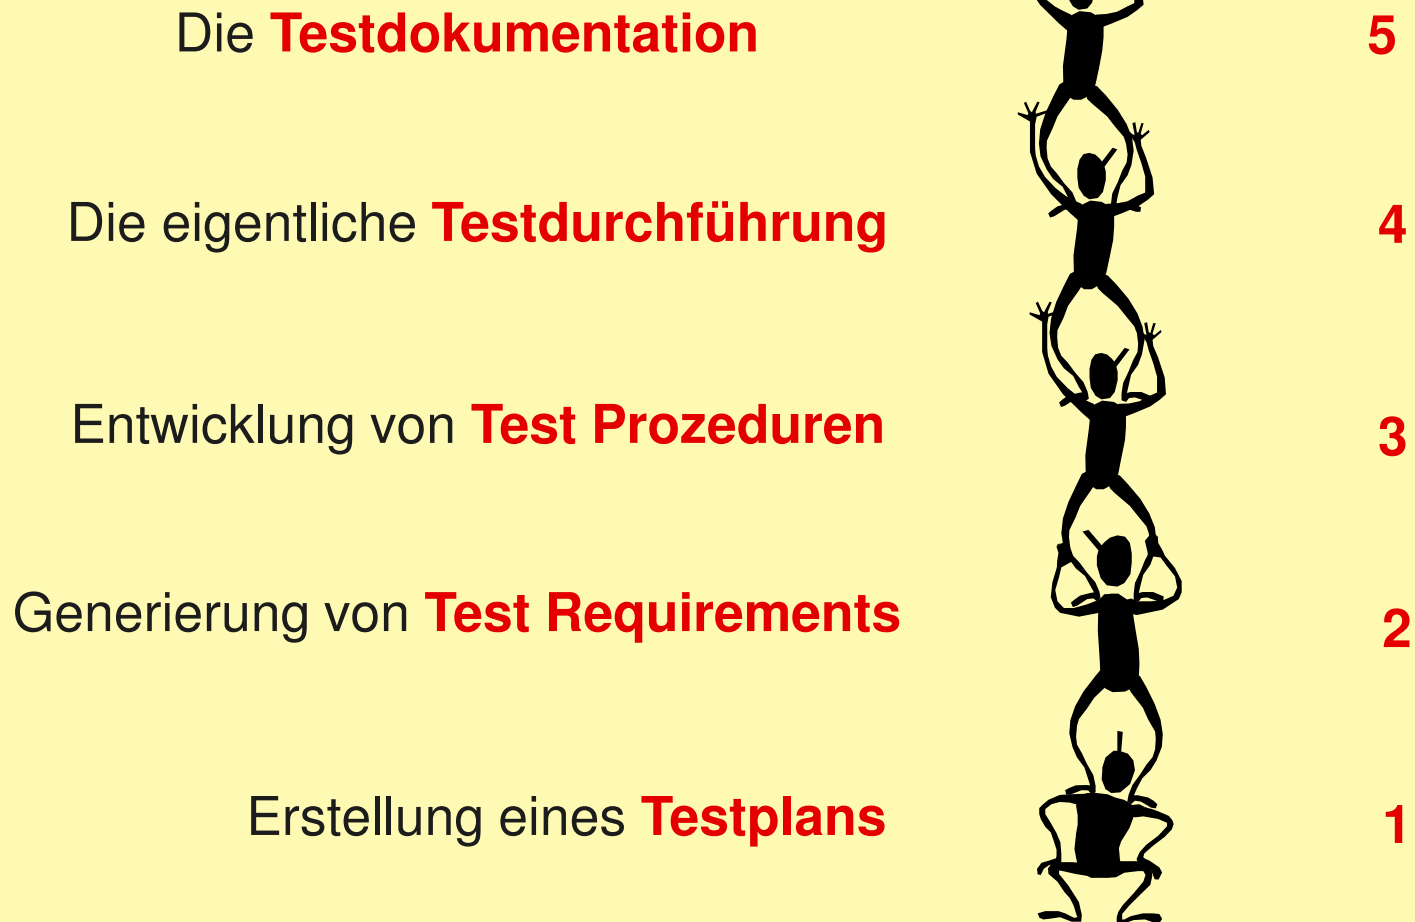 Die Testdokumentation 5
Die eigentliche Testdurchführung 4
Entwicklung von Test Prozeduren 3
Generierung von Test Requirements 2
Erstellung eines Testplans 1